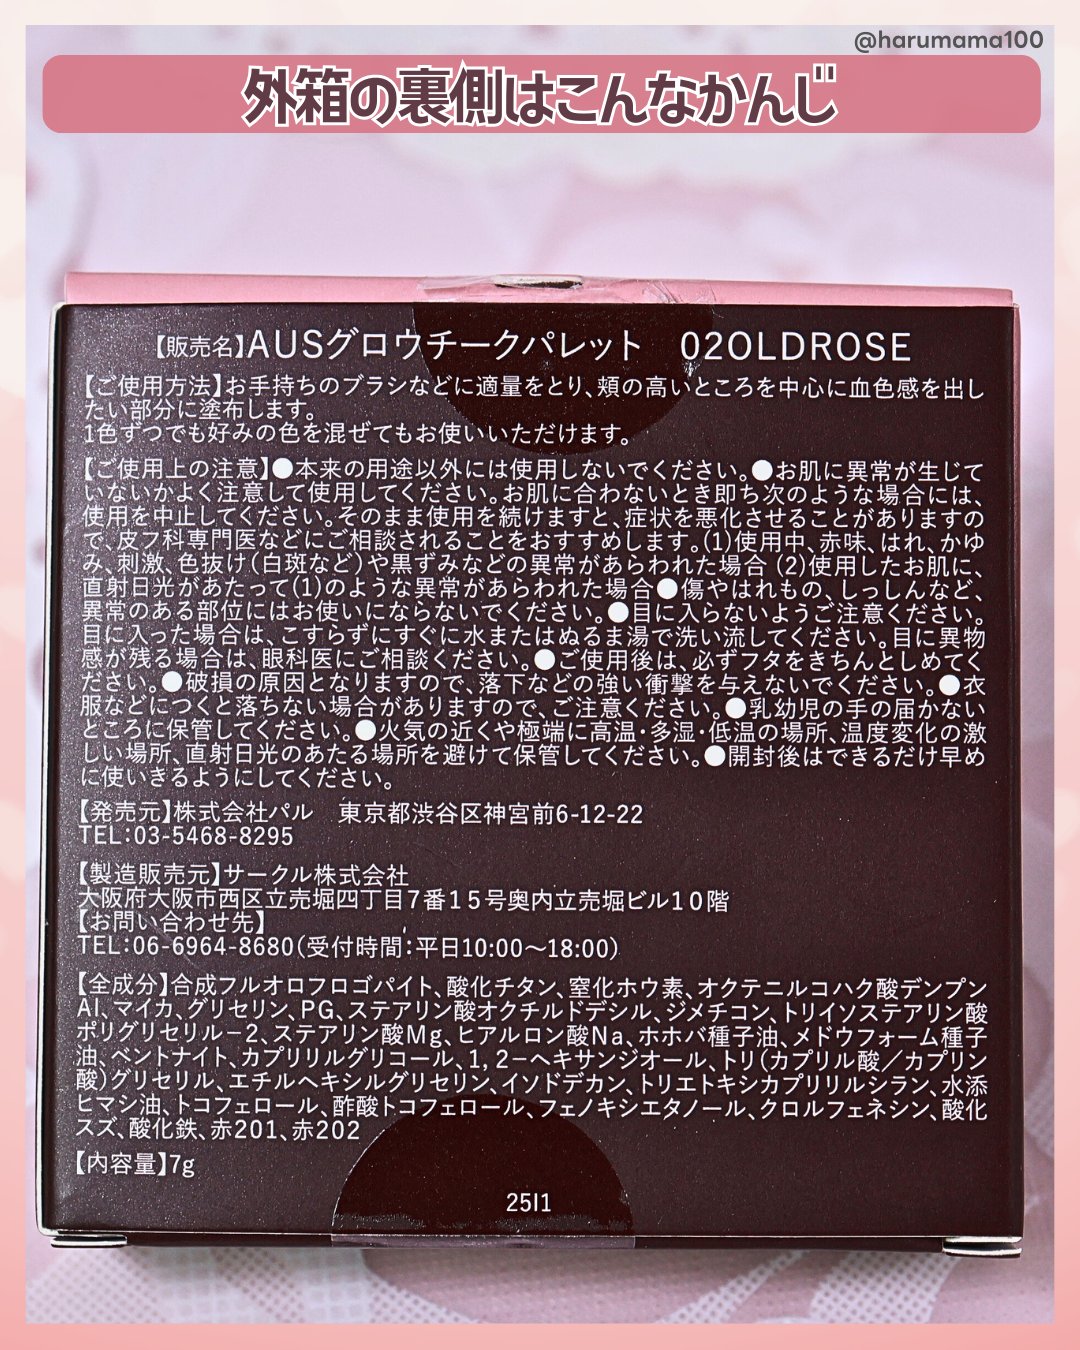 @harumama100
外箱の裏側はこんなかんじ
【販売名】AUSグロウチークパレット　02OLDROSE
【ご使用方法】お手持ちのブラシなどに適量をとり、頬の高いところを中心に血色感を出し
たい部分に塗布します。
1色ずつでも好みの色を混ぜてもお使いいただけます。
【ご使用上の注意】●本来の用途以外には使用しないでください。●お肌に異常が生じて
いないかよく注意して使用してください。お肌に合わないとき即ち次のような場合には、
使用を中止してください。そのまま使用を続けますと、症状を悪化させることがありますの
で、皮フ科専門医などにご相談されることをおすすめします。(1)使用中、赤味、はれ、かゆ
み、刺激、色抜け(白斑など)や黒ずみなどの異常があらわれた場合 (2)使用したお肌に、
直射日光があたって(1)のような異常があらわれた場合●傷やはれもの、しっしんなど、
異常のある部位にはお使いにならないでください。●目に入らないようご注意ください。
目に入った場合は、こすらずにすぐに水またはぬるま湯で洗い流してください。目に異物
感が残る場合は、眼科医にご相談ください。●ご使用後は、必ずフタをきちんとしめてく
ださい。●破損の原因となりますので、落下などの強い衝撃を与えないでください。●衣
服などにつくと落ちない場合がありますので、ご注意ください。●乳幼児の手の届かない
ところに保管してください。●火気の近くや極端に高温・多湿・低温の場所、温度変化の激
しい場所、直射日光のあたる場所を避けて保管してください。●開封後はできるだけ早め
に使いきるようにしてください。
【発売元】株式会社パル　東京都渋谷区神宮前6-12-22
TEL：03-5468-8295
【製造販売元】サークル株式会社
大阪府大阪市西区立売堀四丁目7番15号奥内立売堀ビル10階
【お問い合わせ先】
TEL：06-6964-8680(受付時間：平日10:00～18:00)
【全成分】合成フルオロフロゴパイト、酸化チタン、窒化ホウ素、オクテニルコハク酸デンプン
Al、マイカ、グリセリン、PG、ステアリン酸オクチルドデシル、ジメチコン、トリイソステアリン酸
ポリグリセリル－2、ステアリン酸Mg、ヒアルロン酸Na、ホホバ種子油、メドウフォーム種子
油、ベントナイト、カプリリルグリコール、1，2－ヘキサンジオール、トリ(カプリル酸／カプリン
酸)グリセリル、エチルヘキシルグリセリン、イソドデカン、トリエトキシカプリリルシラン、水添
ヒマシ油、トコフェロール、酢酸トコフェロール、フェノキシエタノール、クロルフェネシン、酸化
スズ、酸化鉄、赤201、赤202
【内容量】7g
25I1